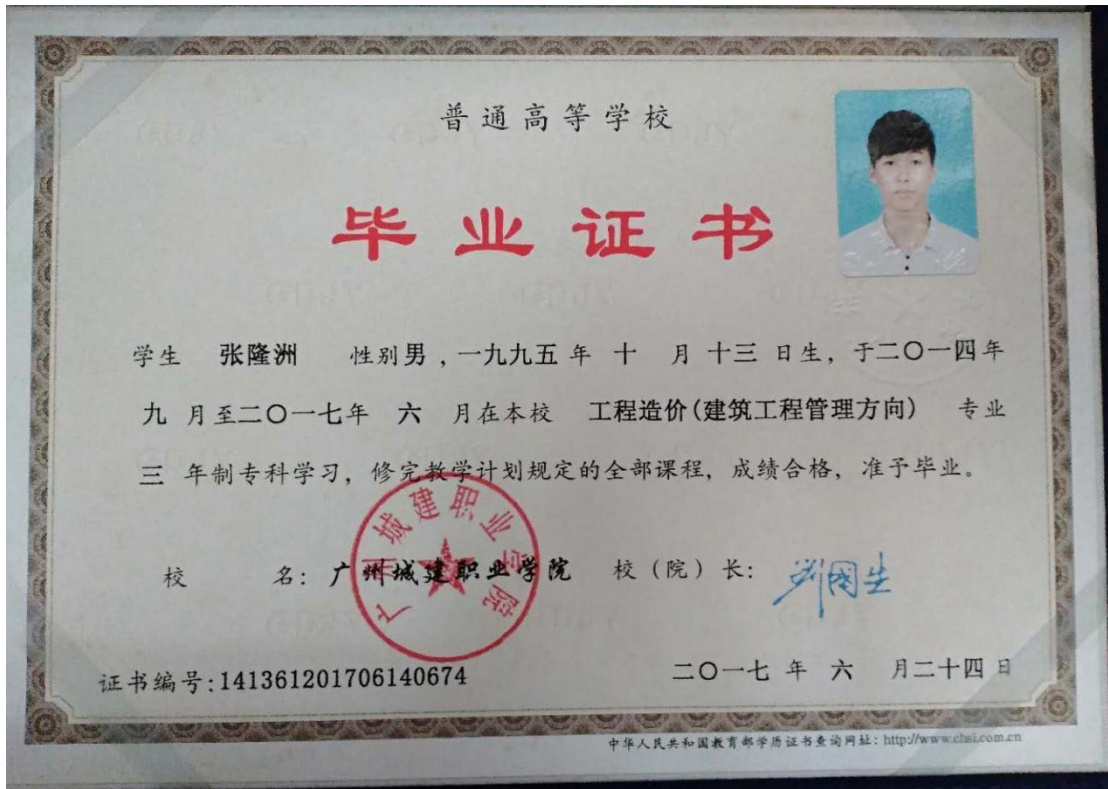 普通高等学校
毕业证书
学生 张隆洲 性别男，一九九五年 十 月十三日生，于二〇一四年
九 月至二〇一七年 六 月在本校 工程造价(建筑工程管理方向) 专业
三 年制专科学习，修完教学计划规定的全部课程，成绩合格，准予毕业。
广州城建职业学院
校 名：广州城建职业学院 校（院）长：
证书编号:141361201706140674
二〇一七 年 六 月二十四日
中华人民共和国教育部学历证书查询网址：http://www.chsi.com.cn